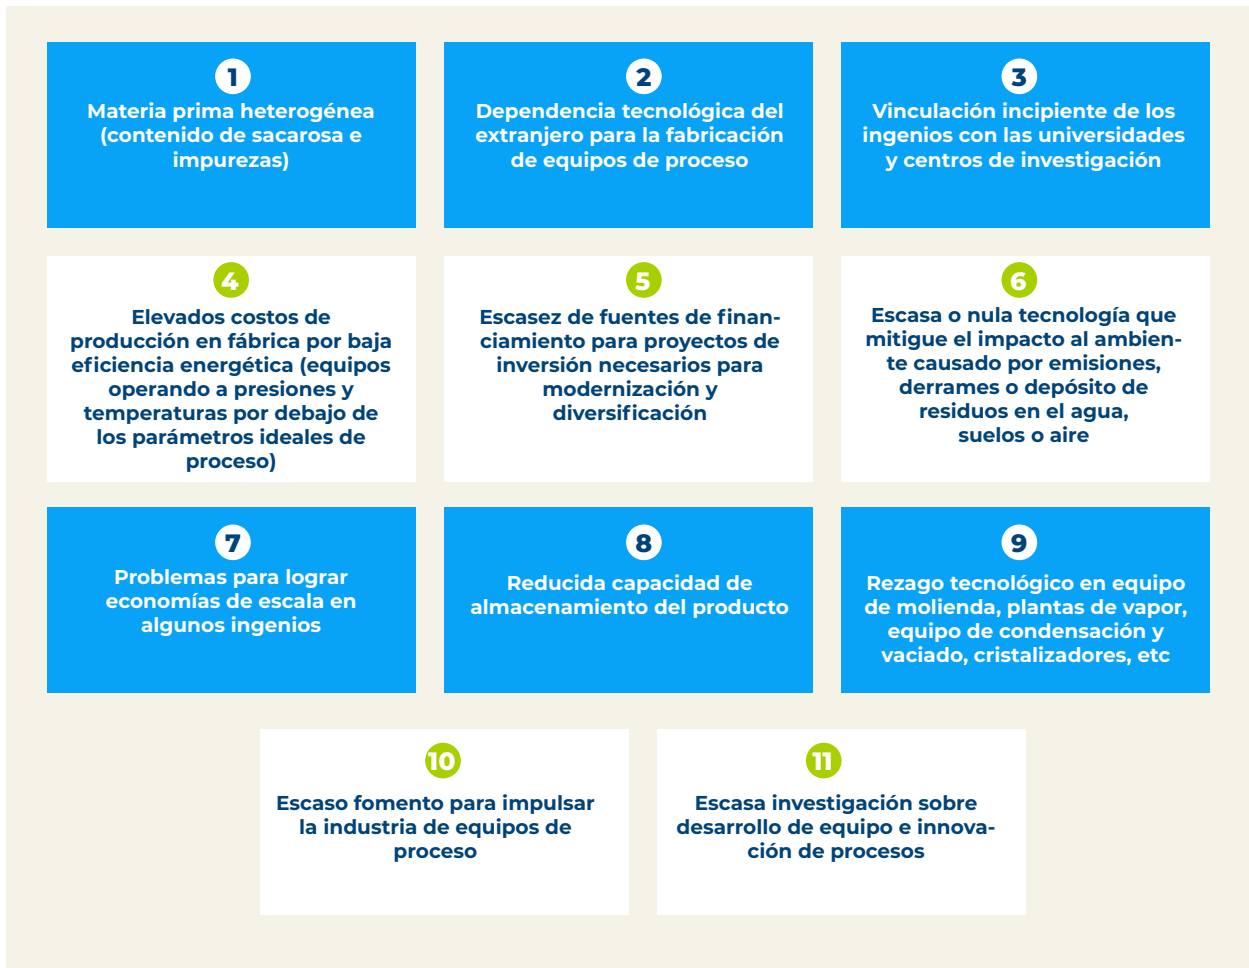 1
Materia prima heterogénea
(contenido de sacarosa e
impurezas)
2
Dependencia tecnológica del
extranjero para la fabricación
de equipos de proceso
3
Vinculación incipiente de los
ingenios con las universidades
y centros de investigación
4
Elevados costos de
producción en fábrica por baja
eficiencia energética (equipos
operando a presiones y
temperaturas por debajo de
los parámetros ideales de
proceso)
5
Escasez de fuentes de finan-
ciamiento para proyectos de
inversión necesarios para
modernización y
diversificación
6
Escasa o nula tecnología que
mitigue el impacto al ambien-
te causado por emisiones,
derrames o depósito de
residuos en el agua,
suelos o aire
7
Problemas para lograr
economías de escala en
algunos ingenios
8
Reducida capacidad de
almacenamiento del producto
9
Rezago tecnológico en equipo
de molienda, plantas de vapor,
equipo de condensación y
vaciado, cristalizadores, etc
10
Escaso fomento para impulsar
la industria de equipos de
proceso
11
Escasa investigación sobre
desarrollo de equipo e innova-
ción de procesos